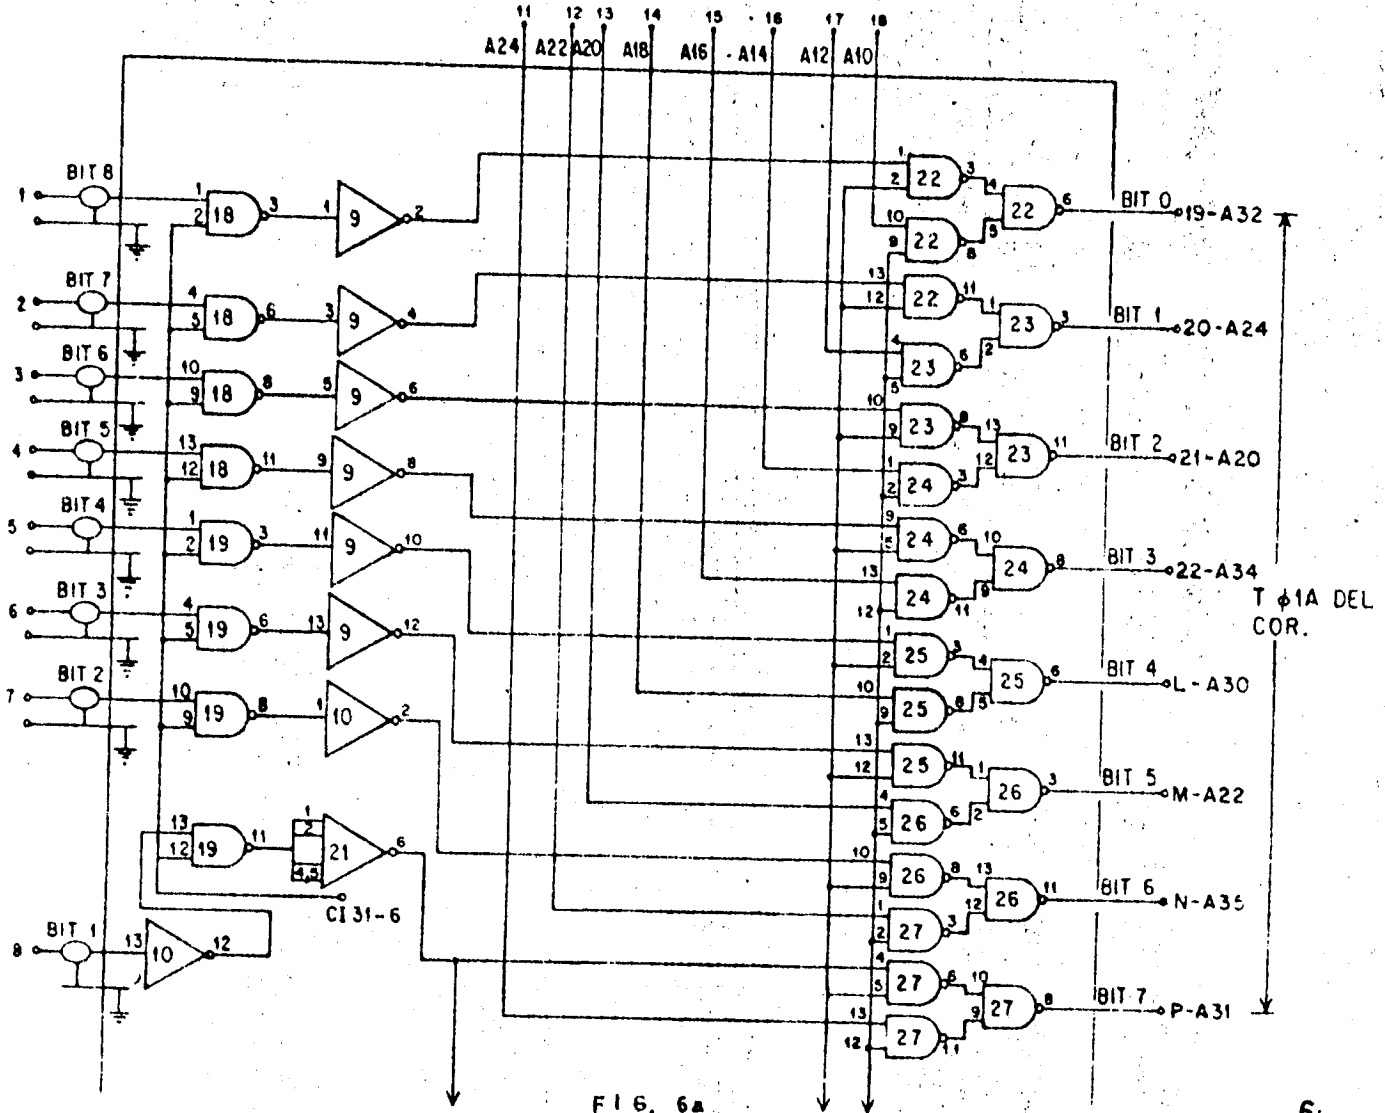 11 12 13 14 15 16 17 18
A24 A22 A20 A18 A16 A14 A12 A10
BIT 8
1 1 2 18 3 1 9 2
1 2 22 3 4 22 6 5 BIT 0 19-A32
10 9 22 8
BIT 7
2 4 5 18 6 3 9 4
13 12 22 11 1 23 3 2 BIT 1 20-A24
4 5 23 6
BIT 6
3 10 9 18 8 5 9 6
10 9 23 8 13 23 11 12 BIT 2 21-A20
1 2 24 3
BIT 5
4 13 12 18 11 9 9 8
9 5 24 6 10 24 8 9 BIT 3 22-A34
13 12 24 11
T ϕ1A DEL
COR.
BIT 4
5 1 2 19 3 11 9 10
1 2 25 3 4 25 6 5 BIT 4 L-A30
10 9 25 8
BIT 3
6 4 5 19 6 13 9 12
13 12 25 11 1 26 3 2 BIT 5 M-A22
4 5 26 6
BIT 2
7 10 9 19 8 1 10 2
10 9 26 8 13 26 11 12 BIT 6 N-A35
1 2 27 3
13 12 19 11 1 2 4,5 21 6
CI 31-6
4 5 27 6 10 27 8 9 BIT 7 P-A31
13 12 27 11
BIT 1
8 13 10 12
FIG. 6a
6.